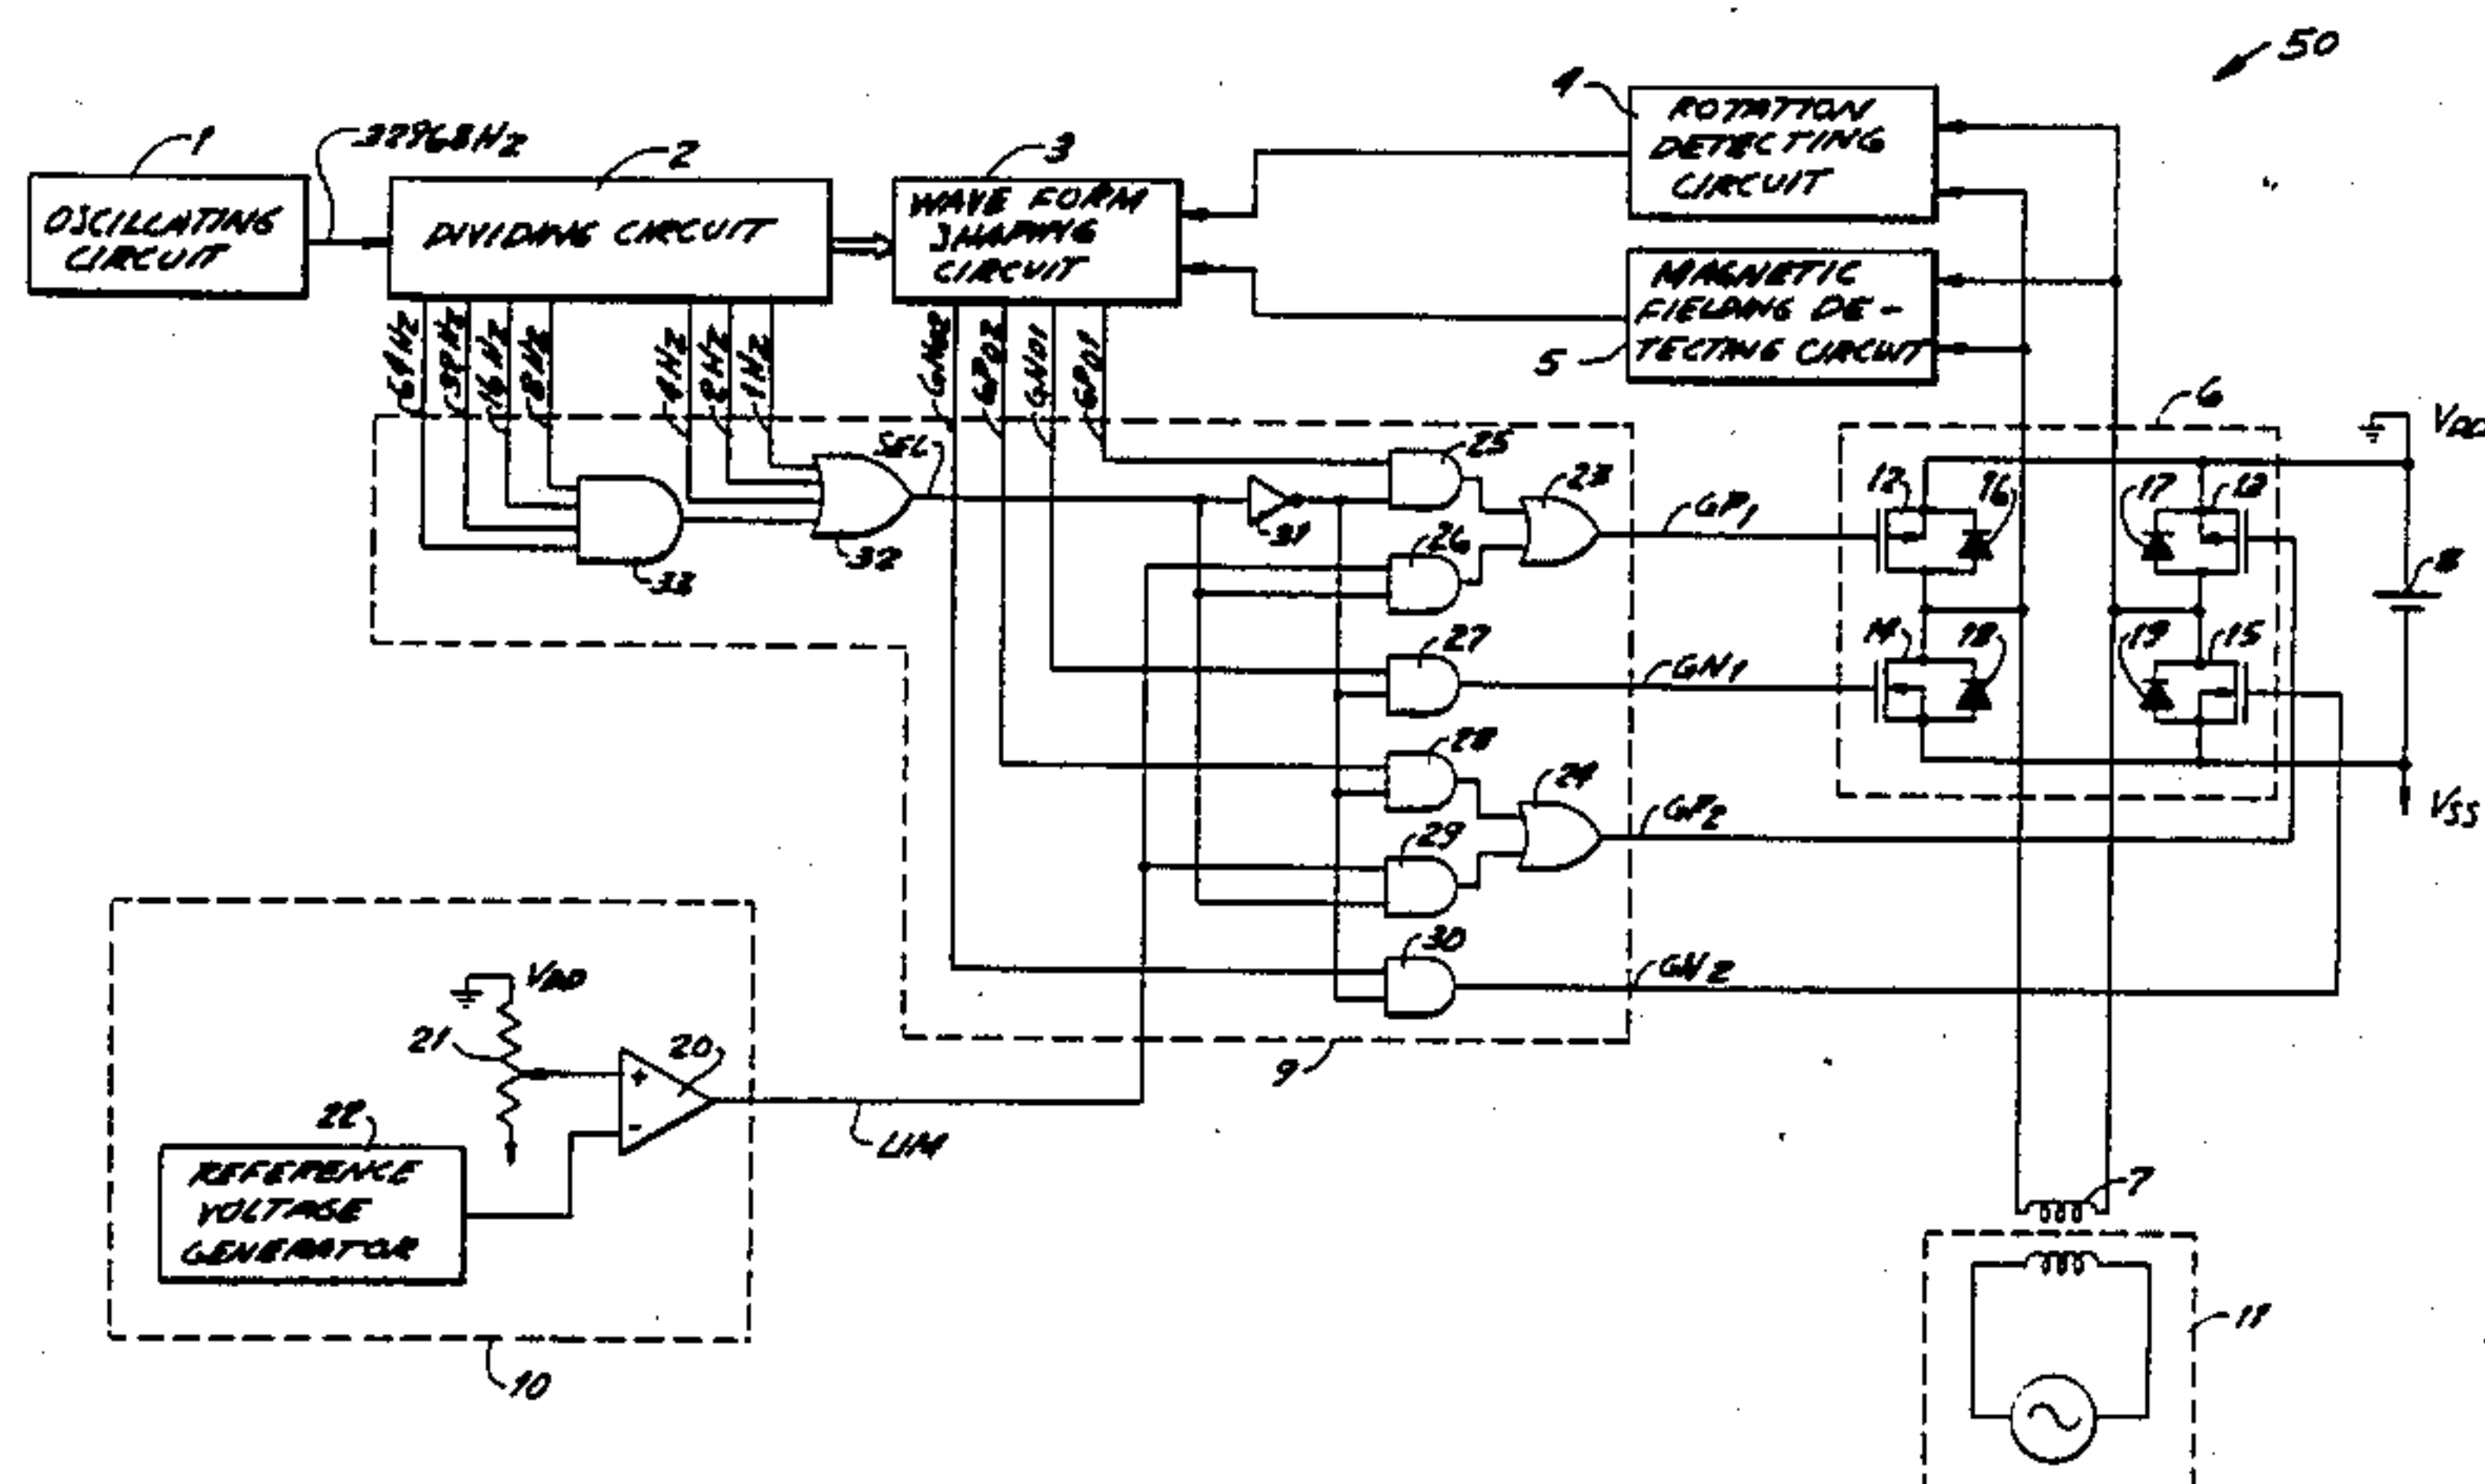 50
1
32768Hz
2
3
4
OSCILLATING
CIRCUIT
DIVIDING CIRCUIT
WAVE FORM
SHAPING
CIRCUIT
ROTATION
DETECTING
CIRCUIT
MAGNETIC
FIELDING DE-
TECTING CIRCUIT
5
64Hz
32Hz
16Hz
8Hz
4Hz
2Hz
1Hz
GN02
GP02
GN01
GP01
SEL
33
32
31
25
26
23
27
28
29
24
30
9
GP1
GN1
GP2
GN2
6
12
16
17
13
14
18
19
15
VDD
8
VSS
VDD
21
20
22
REFERENCE
VOLTAGE
GENERATOR
LIM
10
7
11